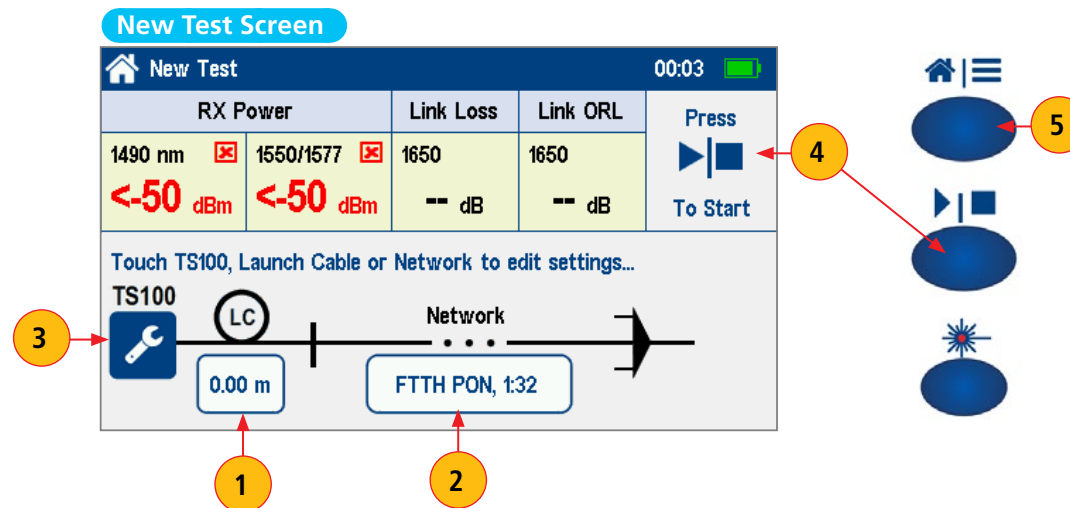 New Test Screen
New Test 00:03
RX Power Link Loss Link ORL Press
1490 nm 1550/1577 1650 1650
<-50 dBm <-50 dBm -- dB -- dB To Start
Touch TS100, Launch Cable or Network to edit settings...
TS100
LC
Network
0.00 m
FTTH PON, 1:32
1
2
3
4
5